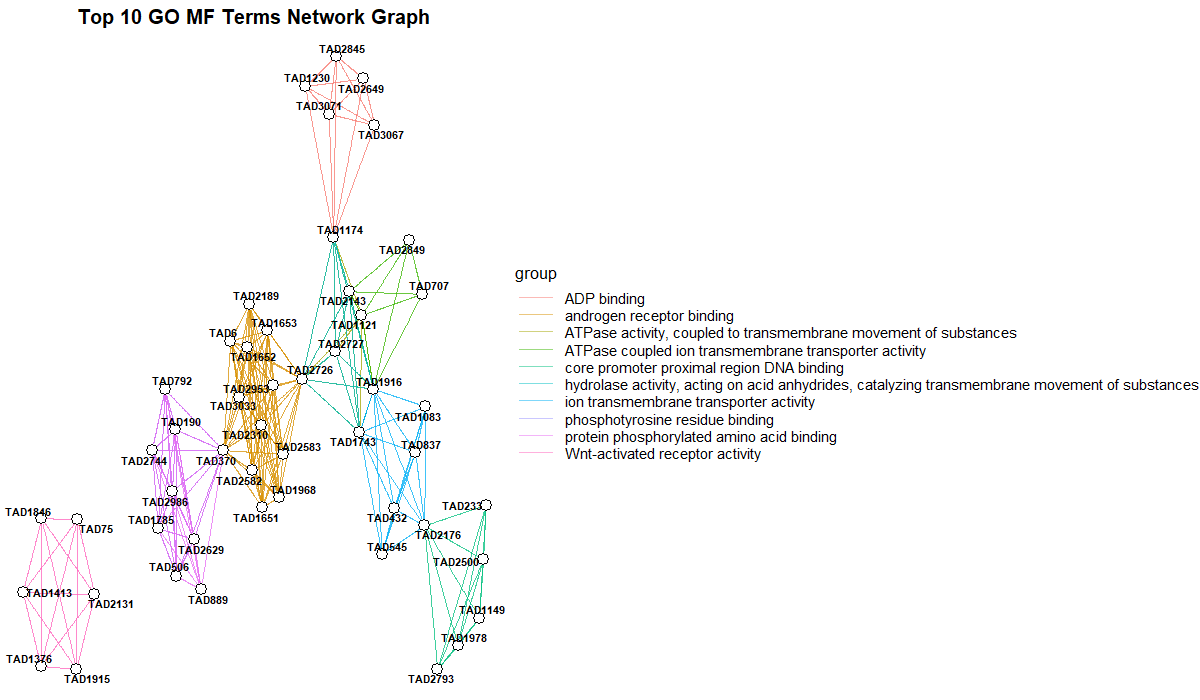 Top 10 GO MF Terms Network Graph
TAD2845
TAD1230
TAD2649
TAD3071
TAD3067
TAD1174
TAD2849
TAD707
TAD2143
TAD1121
TAD2189
TAD1653
TAD6
TAD1652
TAD2727
TAD2726
TAD792
TAD2953
TAD1916
TAD3033
TAD1083
TAD190
TAD2310
TAD1743
TAD837
TAD2583
TAD2744
TAD370
TAD2582
TAD1968
TAD2986
TAD1651
TAD1846
TAD75
TAD1785
TAD432
TAD233
TAD2176
TAD2629
TAD545
TAD2500
TAD506
TAD1413
TAD2131
TAD889
TAD1149
TAD1978
TAD1376
TAD1915
TAD2793
group
ADP binding
androgen receptor binding
ATPase activity, coupled to transmembrane movement of substances
ATPase coupled ion transmembrane transporter activity
core promoter proximal region DNA binding
hydrolase activity, acting on acid anhydrides, catalyzing transmembrane movement of substances
ion transmembrane transporter activity
phosphotyrosine residue binding
protein phosphorylated amino acid binding
Wnt-activated receptor activity